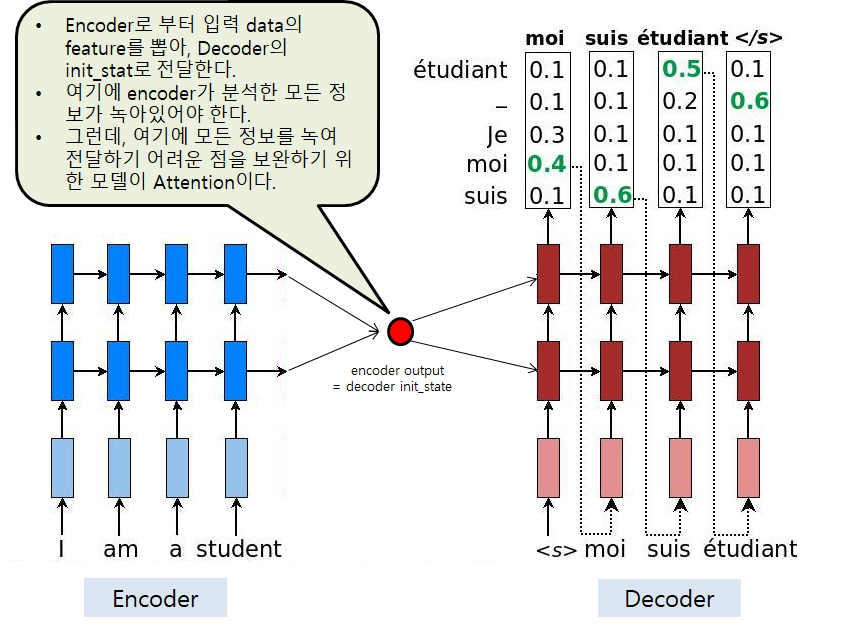 • Encoder로 부터 입력 data의
feature를 뽑아, Decoder의
init_stat로 전달한다.
• 여기에 encoder가 분석한 모든 정
보가 녹아있어야 한다.
• 그런데, 여기에 모든 정보를 녹여
전달하기 어려운 점을 보완하기 위
한 모델이 Attention이다.
moi suis étudiant </s>
étudiant 0.1 0.1 0.5 0.1
_ 0.1 0.1 0.2 0.6
Je 0.3 0.1 0.1 0.1
moi 0.4 0.1 0.1 0.1
suis 0.1 0.6 0.1 0.1
encoder output
= decoder init_state
I am a student
<s> moi suis étudiant
Encoder
Decoder